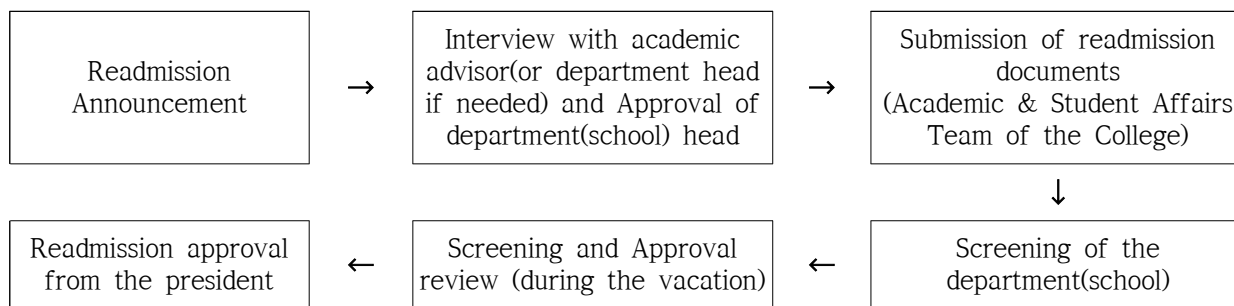 Readmission
Announcement
→
Interview with academic
advisor(or department head
if needed) and Approval of
department(school) head
→
Submission of readmission
documents
(Academic & Student Affairs
Team of the College)
↓
Screening of the
department(school)
←
Screening and Approval
review (during the vacation)
←
Readmission approval
from the president